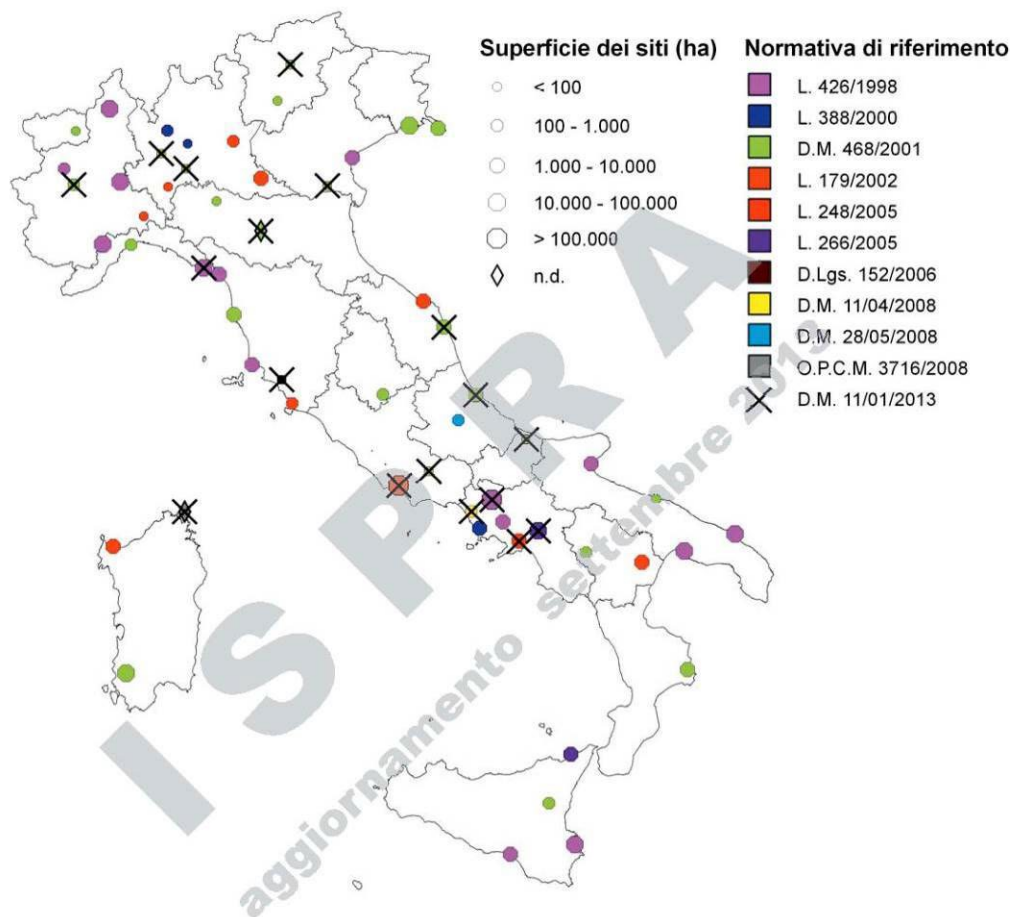 Superficie dei siti (ha)
< 100
100 - 1.000
1.000 - 10.000
10.000 - 100.000
> 100.000
n.d.
Normativa di riferimento
L. 426/1998
L. 388/2000
D.M. 468/2001
L. 179/2002
L. 248/2005
L. 266/2005
D.Lgs. 152/2006
D.M. 11/04/2008
D.M. 28/05/2008
O.P.C.M. 3716/2008
D.M. 11/01/2013
ISPRA
aggiornamento settembre 2013